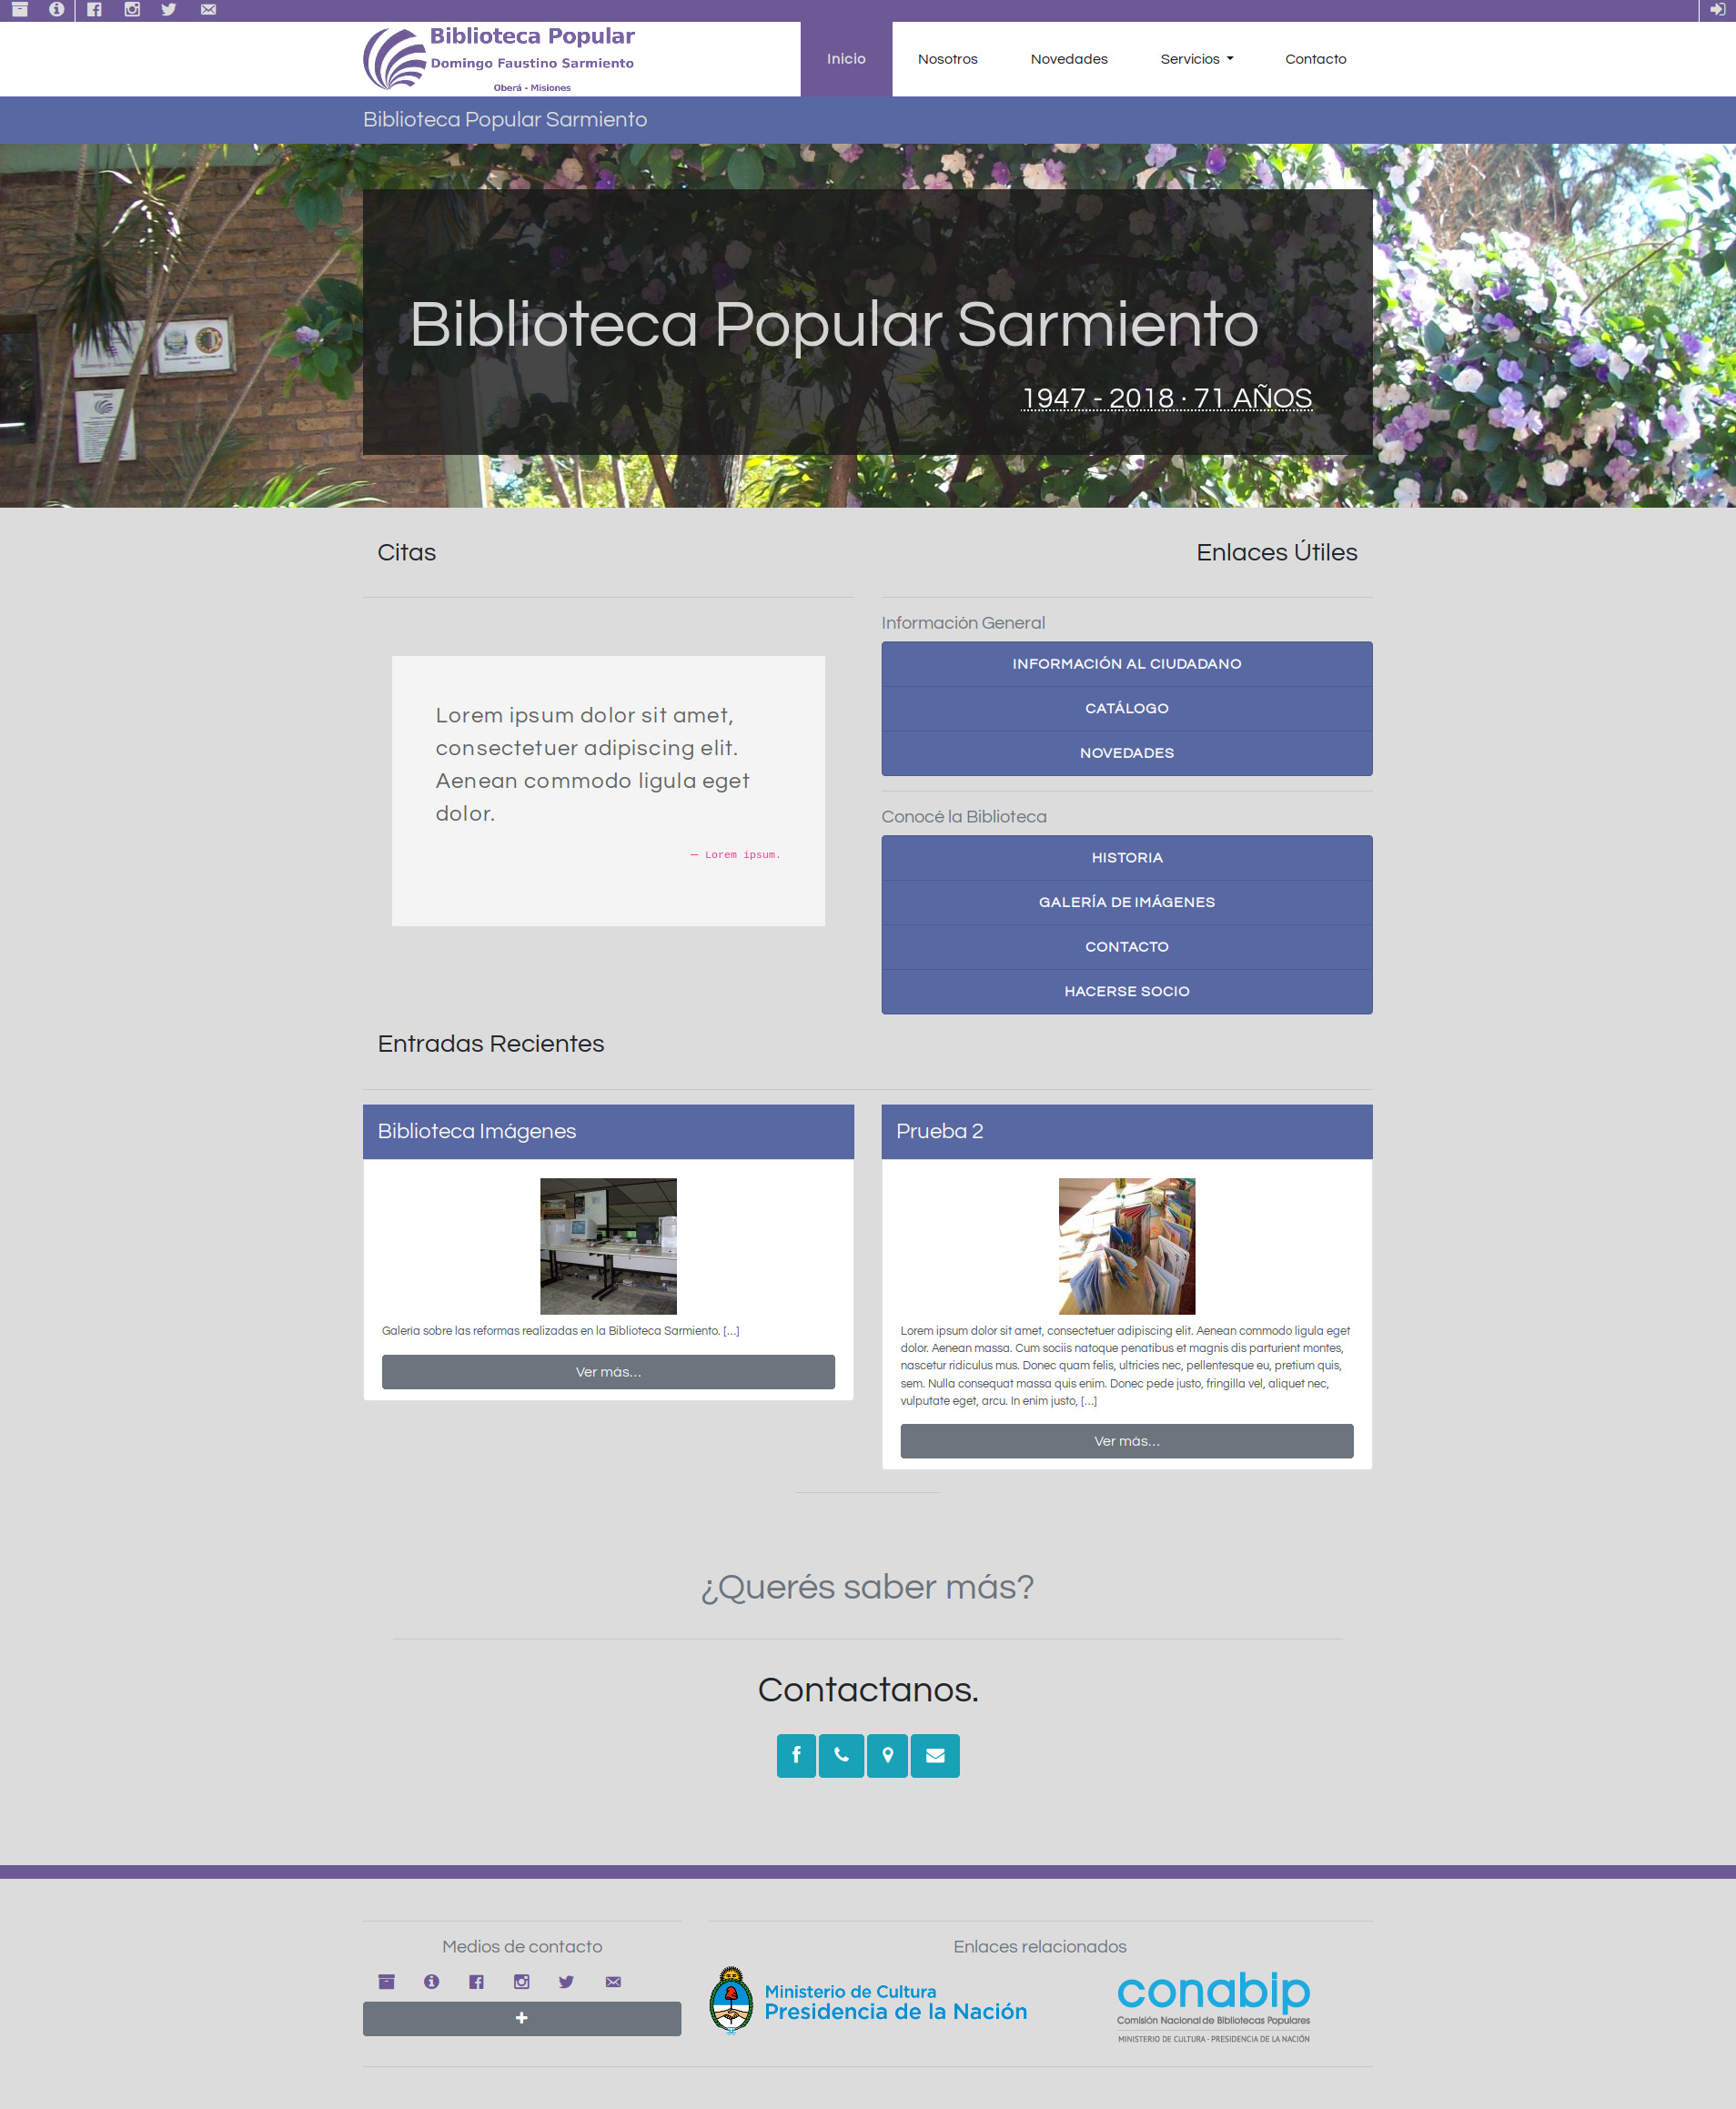 Biblioteca Popular
Domingo Faustino Sarmiento
Oberá - Misiones
Inicio
Nosotros
Novedades
Servicios
Contacto
Biblioteca Popular Sarmiento
Biblioteca Popular Sarmiento
1947 - 2018 · 71 AÑOS
Citas
Lorem ipsum dolor sit amet,
consectetuer adipiscing elit.
Aenean commodo ligula eget
dolor.
— Lorem ipsum.
Enlaces Útiles
Información General
INFORMACIÓN AL CIUDADANO
CATÁLOGO
NOVEDADES
Conocé la Biblioteca
HISTORIA
GALERÍA DE IMÁGENES
CONTACTO
HACERSE SOCIO
Entradas Recientes
Biblioteca Imágenes
Galería sobre las reformas realizadas en la Biblioteca Sarmiento. [...]
Ver más...
Prueba 2
Lorem ipsum dolor sit amet, consectetuer adipiscing elit. Aenean commodo ligula eget
dolor. Aenean massa. Cum sociis natoque penatibus et magnis dis parturient montes,
nascetur ridiculus mus. Donec quam felis, ultricies nec, pellentesque eu, pretium quis,
sem. Nulla consequat massa quis enim. Donec pede justo, fringilla vel, aliquet nec,
vulputate eget, arcu. In enim justo, [...]
Ver más...
¿Querés saber más?
Contactanos.
Medios de contacto
Enlaces relacionados
Ministerio de Cultura
Presidencia de la Nación
conabip
Comisión Nacional de Bibliotecas Populares
MINISTERIO DE CULTURA - PRESIDENCIA DE LA NACIÓN